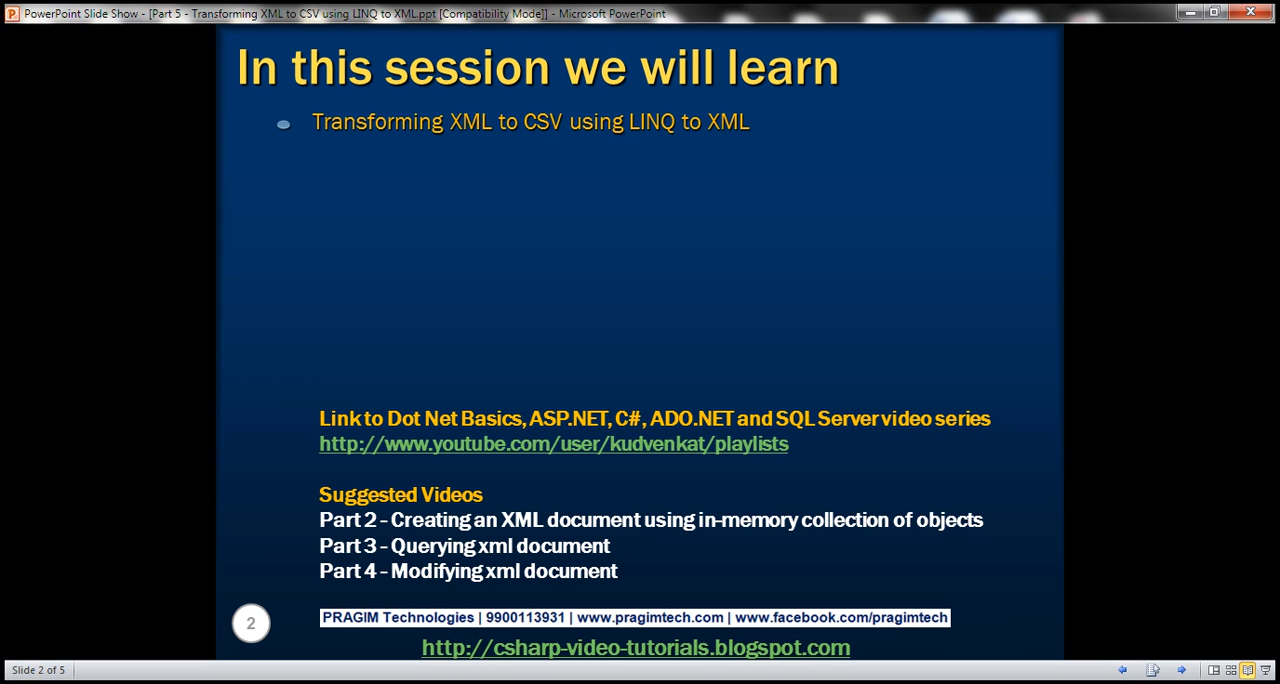 PowerPoint Slide Show - [Part 5 - Transforming XML to CSV using LINQ to XML.ppt [Compatibility Mode]] - Microsoft PowerPoint
In this session we will learn
Transforming XML to CSV using LINQ to XML
Link to Dot Net Basics, ASP.NET, C#, ADO.NET and SQL Server video series
http://www.youtube.com/user/kudvenkat/playlists
Suggested Videos
Part 2 - Creating an XML document using in-memory collection of objects
Part 3 - Querying xml document
Part 4 - Modifying xml document
2
PRAGIM Technologies | 9900113931 | www.pragimtech.com | www.facebook.com/pragimtech
http://csharp-video-tutorials.blogspot.com
Slide 2 of 5